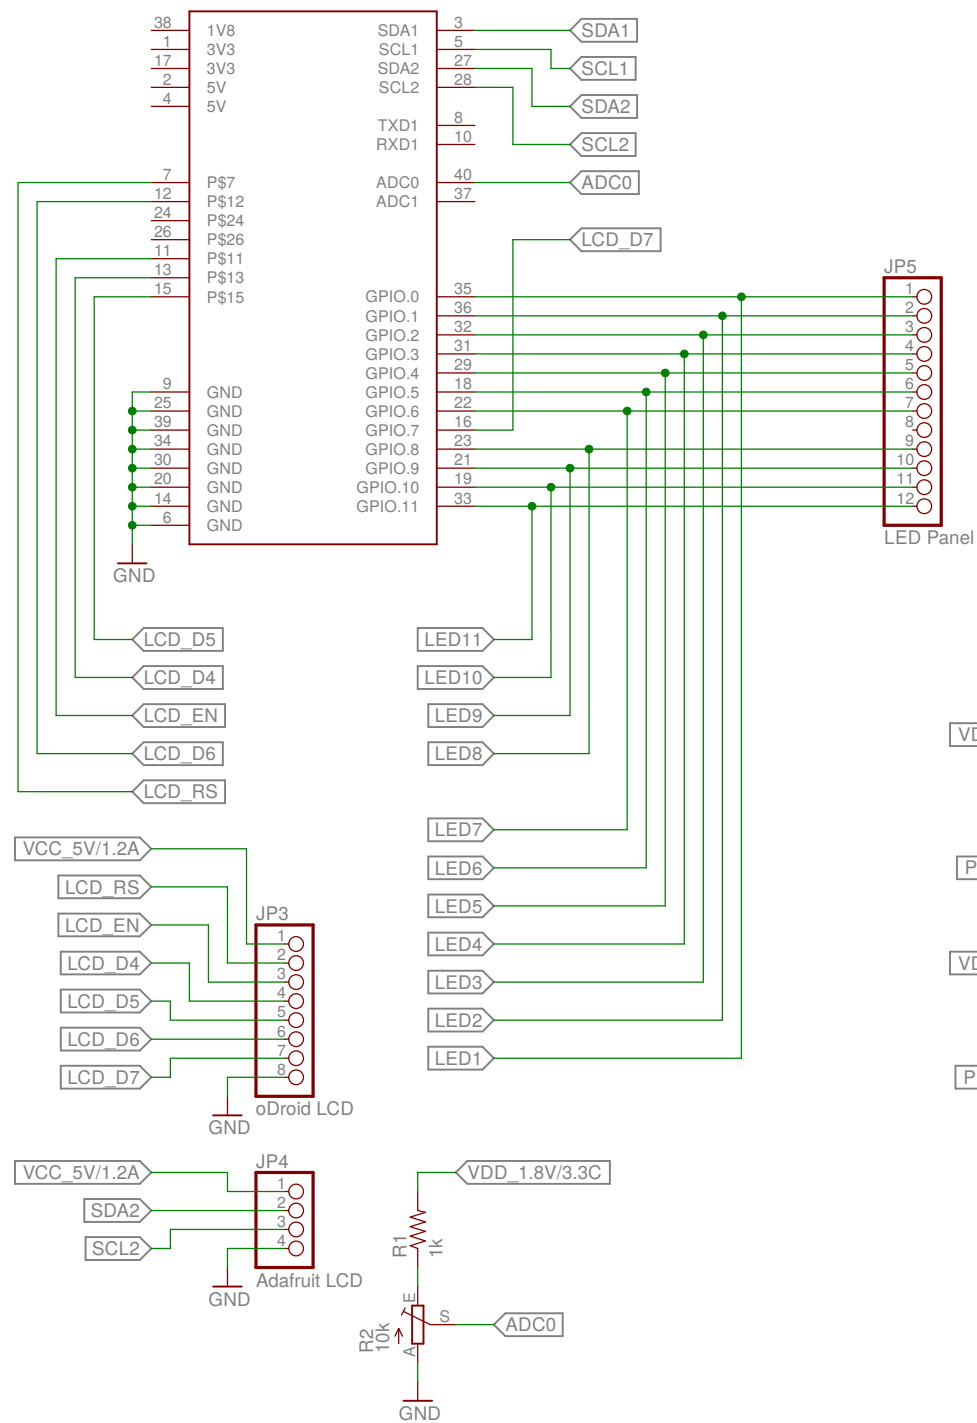 38 1V8 SDA1 3 SDA1
1 3V3 SCL1 5
17 3V3 SDA2 27 SCL1
2 5V SCL2 28
4 5V SDA2
TXD1 8
RXD1 10 SCL2
7 P$7 ADC0 40 ADC0
12 P$12 ADC1 37
24 P$24
26 P$26 LCD_D7
11 P$11
13 P$13 JP5
15 P$15 GPIO.0 35 1
GPIO.1 36 2
GPIO.2 32 3
GPIO.3 31 4
GPIO.4 29 5
9 GND GPIO.5 18 6
25 GND GPIO.6 22 7
39 GND GPIO.7 16 8
34 GND GPIO.8 23 9
30 GND GPIO.9 21 10
20 GND GPIO.10 19 11
14 GND GPIO.11 33 12
6 GND
LED Panel
GND
LCD_D5 LED11
LCD_D4 LED10
LCD_EN LED9
VD
LCD_D6 LED8
LCD_RS
LED7
VCC_5V/1.2A
LED6 P
LCD_RS
LED5
JP3
LCD_EN
1 LED4
2
LCD_D4 VD
3 LED3
4
LCD_D5
5 LED2
6
LCD_D6
7 LED1
LCD_D7 8 P
oDroid LCD
GND
JP4
VCC_5V/1.2A VDD_1.8V/3.3C
1
SDA2 2
3 R1
1k
SCL2 4
Adafruit LCD
GND E
S
R2
10k
ADC0
A
GND